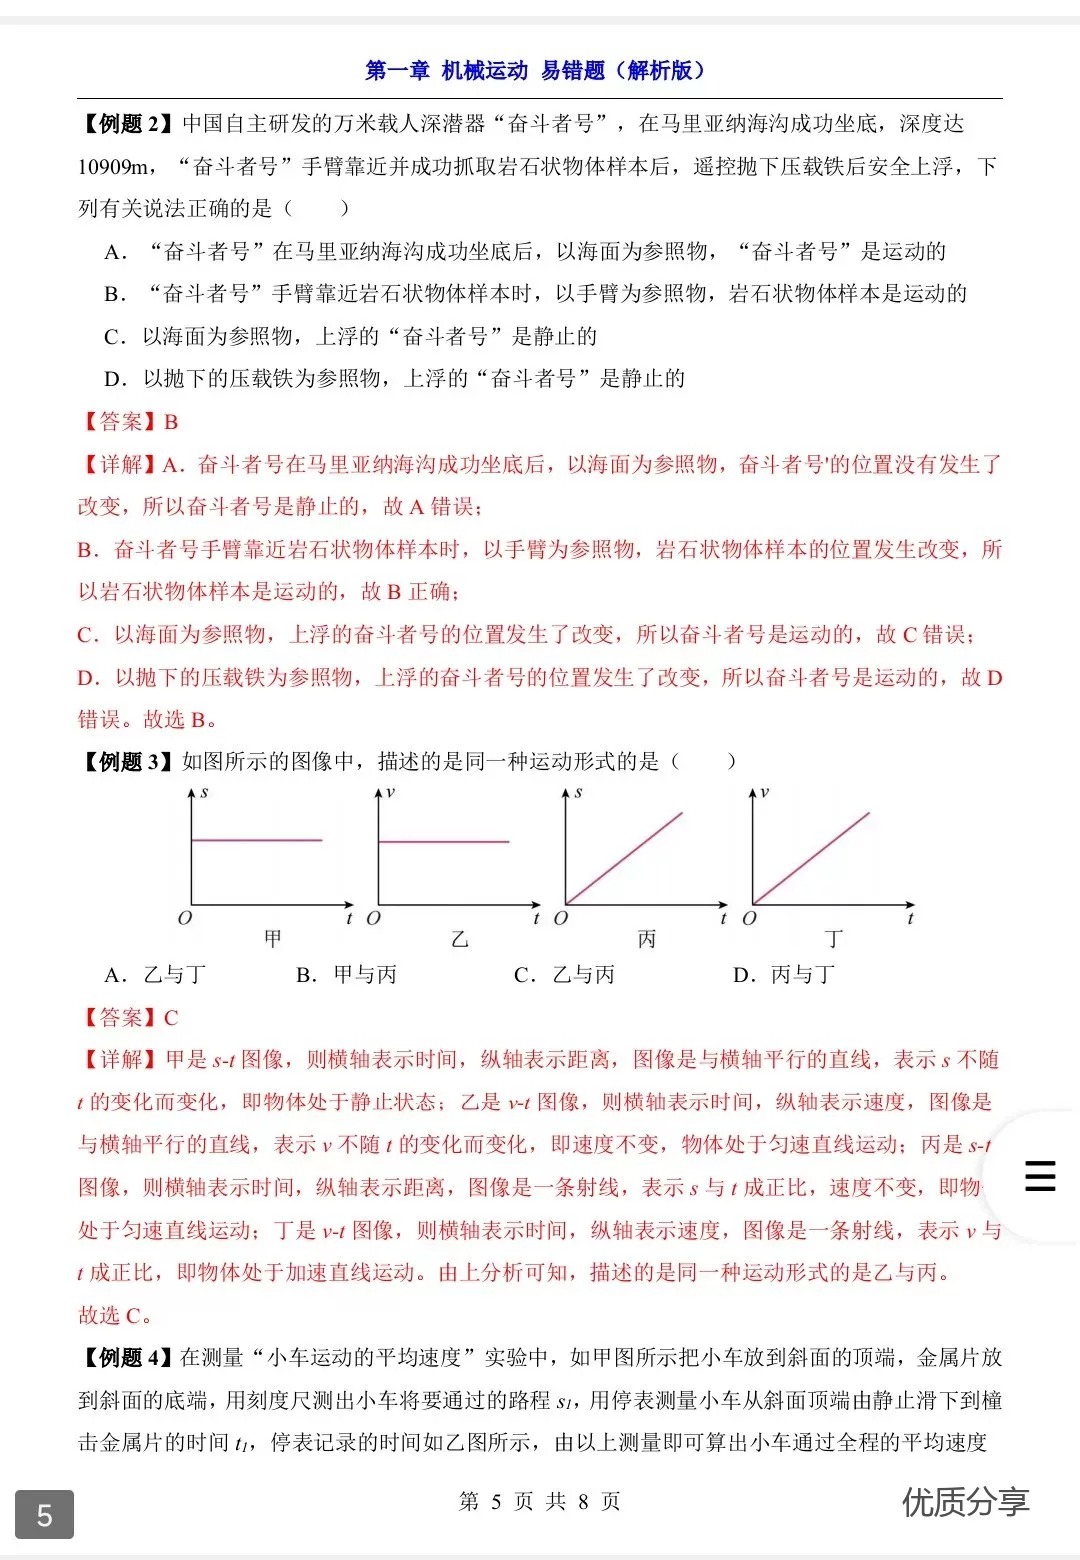 第一章 机械运动 易错题（解析版）
【例题 2】中国自主研发的万米载人深潜器“奋斗者号”，在马里亚纳海沟成功坐底，深度达
10909m，“奋斗者号”手臂靠近并成功抓取岩石状物体样本后，遥控抛下压载铁后安全上浮，下
列有关说法正确的是（　　）
A．“奋斗者号”在马里亚纳海沟成功坐底后，以海面为参照物，“奋斗者号”是运动的
B．“奋斗者号”手臂靠近岩石状物体样本时，以手臂为参照物，岩石状物体样本是运动的
C．以海面为参照物，上浮的“奋斗者号”是静止的
D．以抛下的压载铁为参照物，上浮的“奋斗者号”是静止的
【答案】B
【详解】A．奋斗者号在马里亚纳海沟成功坐底后，以海面为参照物，奋斗者号'的位置没有发生了
改变，所以奋斗者号是静止的，故 A 错误；
B．奋斗者号手臂靠近岩石状物体样本时，以手臂为参照物，岩石状物体样本的位置发生改变，所
以岩石状物体样本是运动的，故 B 正确；
C．以海面为参照物，上浮的奋斗者号的位置发生了改变，所以奋斗者号是运动的，故 C 错误；
D．以抛下的压载铁为参照物，上浮的奋斗者号的位置发生了改变，所以奋斗者号是运动的，故 D
错误。故选 B。
【例题 3】如图所示的图像中，描述的是同一种运动形式的是（　　）
s v s v
O t O t O t O t
甲 乙 丙 丁
A．乙与丁 B．甲与丙 C．乙与丙 D．丙与丁
【答案】C
【详解】甲是 s-t 图像，则横轴表示时间，纵轴表示距离，图像是与横轴平行的直线，表示 s 不随
t 的变化而变化，即物体处于静止状态；乙是 v-t 图像，则横轴表示时间，纵轴表示速度，图像是
与横轴平行的直线，表示 v 不随 t 的变化而变化，即速度不变，物体处于匀速直线运动；丙是 s-t
图像，则横轴表示时间，纵轴表示距离，图像是一条射线，表示 s 与 t 成正比，速度不变，即物
处于匀速直线运动；丁是 v-t 图像，则横轴表示时间，纵轴表示速度，图像是一条射线，表示 v 与
t 成正比，即物体处于加速直线运动。由上分析可知，描述的是同一种运动形式的是乙与丙。
故选 C。
【例题 4】在测量“小车运动的平均速度”实验中，如甲图所示把小车放到斜面的顶端，金属片放
到斜面的底端，用刻度尺测出小车将要通过的路程 s1，用停表测量小车从斜面顶端由静止滑下到撞
击金属片的时间 t1，停表记录的时间如乙图所示，由以上测量即可算出小车通过全程的平均速度
第 5 页 共 8 页
5
优质分享